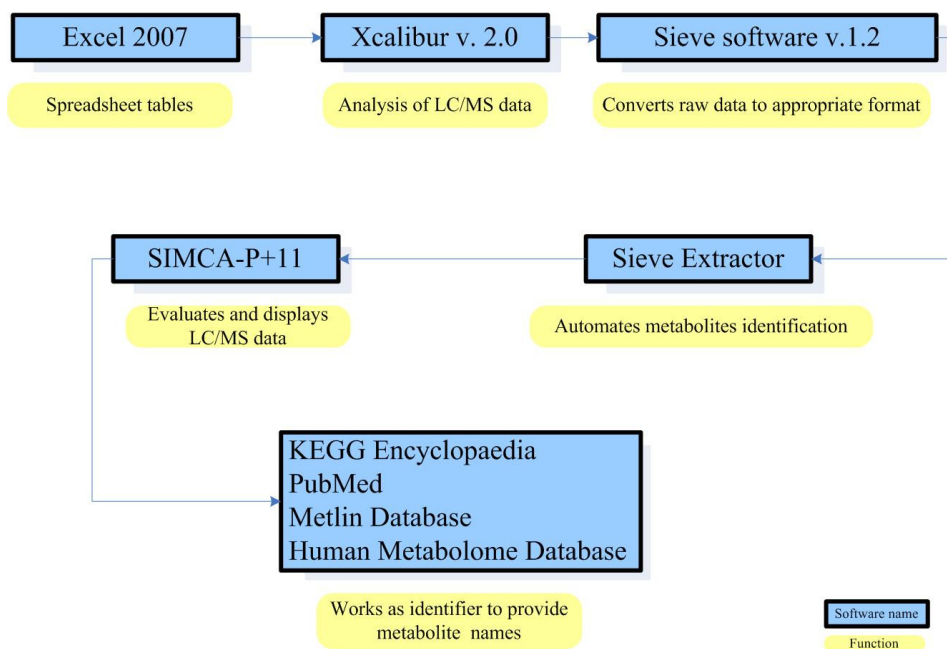 Excel 2007
Xcalibur v. 2.0
Sieve software v.1.2
Spreadsheet tables
Analysis of LC/MS data
Converts raw data to appropriate format
SIMCA-P+11
Sieve Extractor
Evaluates and displays
LC/MS data
Automates metabolites identification
KEGG Encyclopaedia
PubMed
Metlin Database
Human Metabolome Database
Works as identifier to provide
metabolite names
Software name
Function